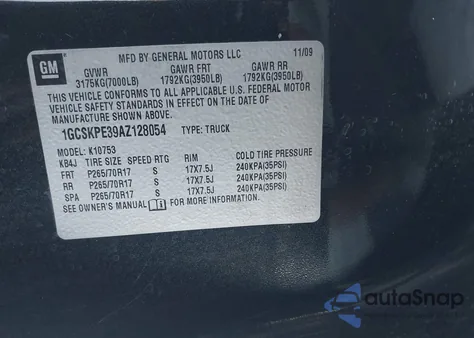 GM
MFD BY GENERAL MOTORS LLC 11/09
GVWR GAWR FRT GAWR RR
3175KG(7000LB) 1792KG(3950LB) 1792KG(3950LB)
THIS VEHICLE CONFORMS TO ALL APPLICABLE U.S. FEDERAL MOTOR
VEHICLE SAFETY STANDARDS IN EFFECT ON THE DATE OF
MANUFACTURE SHOWN ABOVE.
1GCSKPE39AZ128054 TYPE: TRUCK
MODEL: K10753
KB4J TIRE SIZE SPEED RTG RIM COLD TIRE PRESSURE
FRT P265/70R17 S 17X7.5J 240KPA(35PSI)
RR P265/70R17 S 17X7.5J 240KPA(35PSI)
SPA P265/70R17 S 17X7.5J 240KPA(35PSI)
SEE OWNER'S MANUAL FOR MORE INFORMATION.
autoSnap